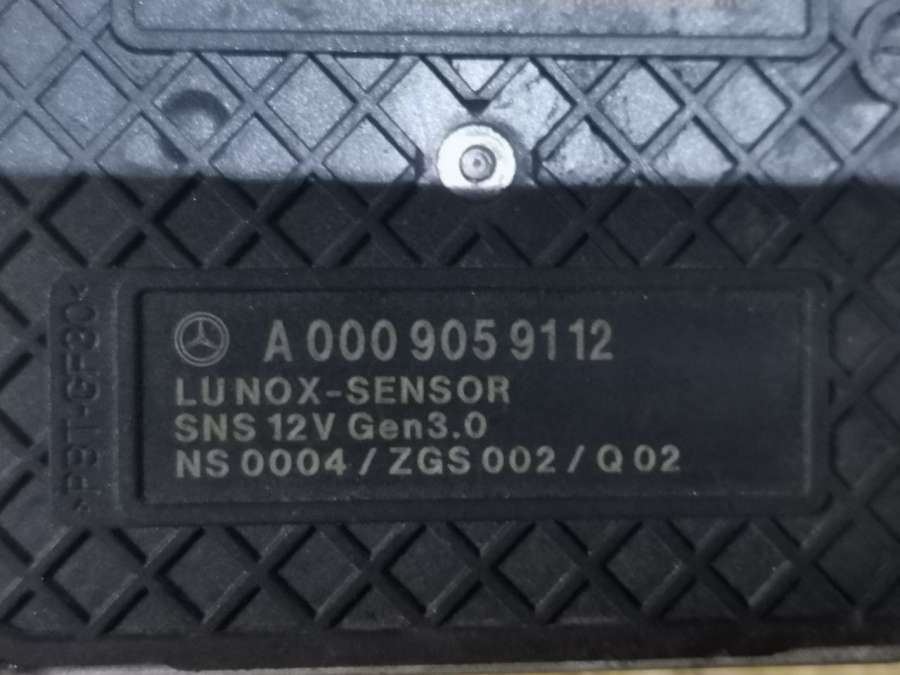 A 000 905 9112
LU NOX-SENSOR
SNS 12V Gen3.0
NS 0004 / ZGS 002 / Q 02
>PBT-GF30<